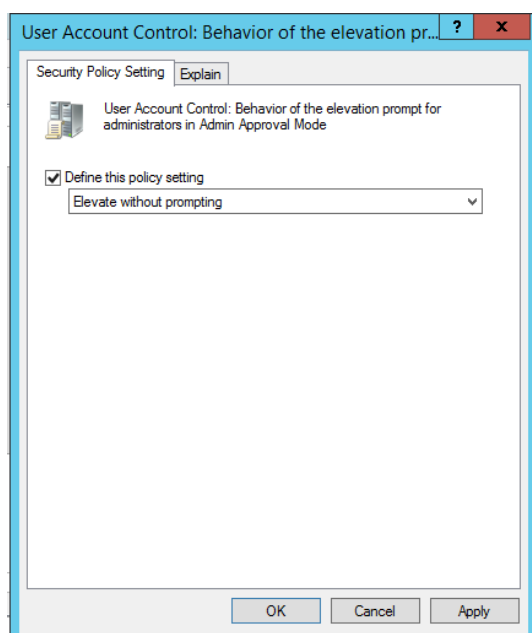 User Account Control: Behavior of the elevation pr... ? x
Security Policy Setting Explain
User Account Control: Behavior of the elevation prompt for
administrators in Admin Approval Mode
Define this policy setting
Elevate without prompting
OK Cancel Apply